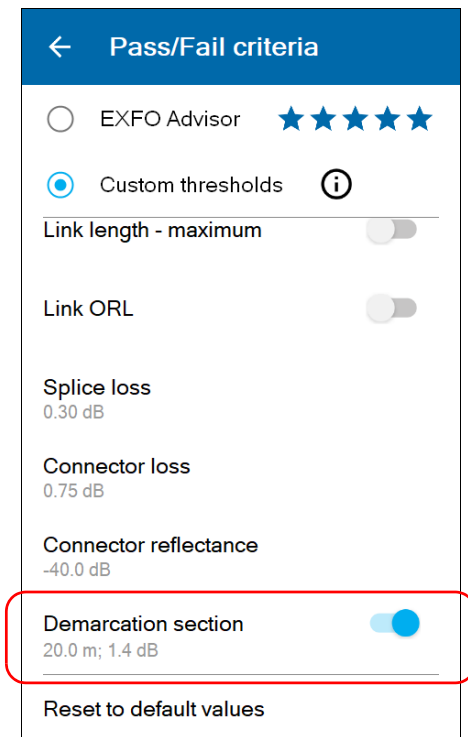 Pass/Fail criteria
EXFO Advisor
Custom thresholds
Link length - maximum
Link ORL
Splice loss
0.30 dB
Connector loss
0.75 dB
Connector reflectance
-40.0 dB
Demarcation section
20.0 m; 1.4 dB
Reset to default values